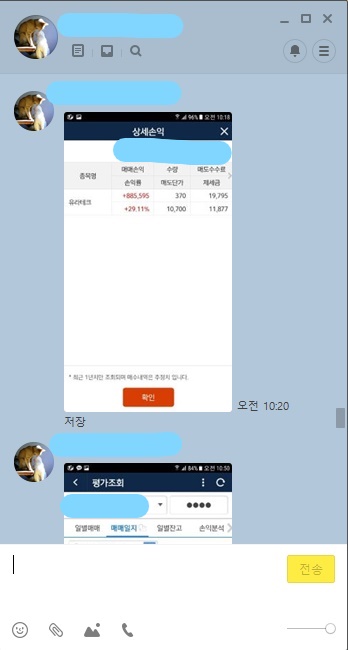 96% 오전 10:18
상세손익
종목명 매매손익 수량 매도수수료
손익률 매도단가 제세금
유라테크 +885,595 370 19,795
+29.11% 10,700 11,877
* 최근 1년치만 조회되며 매수내역은 추정치 입니다.
확인
오전 10:20
저장
84% 오전 10:50
평가조회
일별매매 매매일지 일별잔고 손익분석
전송